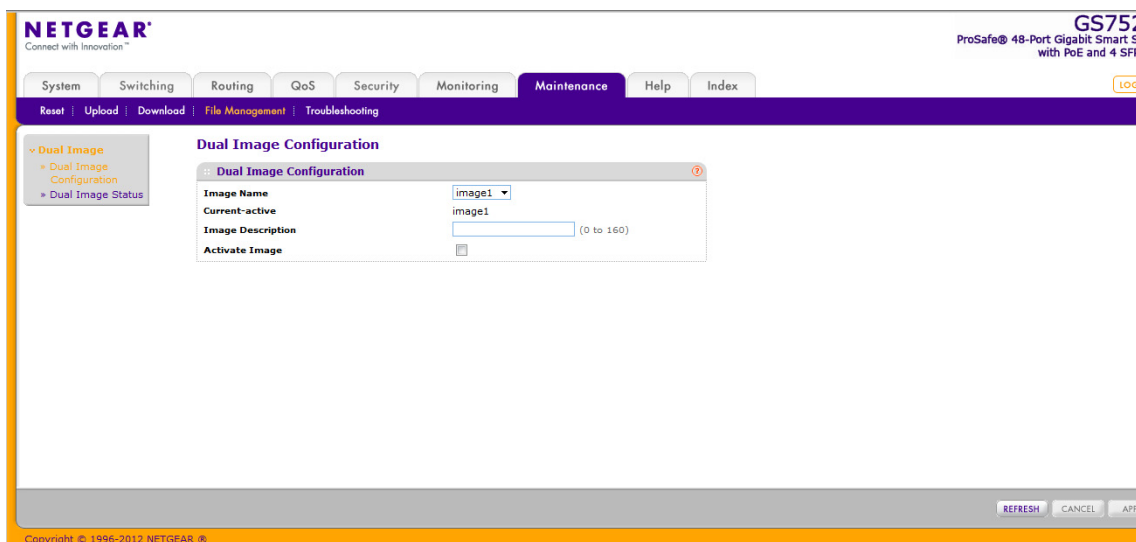 NETGEAR®
Connect with Innovation™
GS752
ProSafe® 48-Port Gigabit Smart S
with PoE and 4 SFP
System Switching Routing QoS Security Monitoring Maintenance Help Index
LOG
Reset Upload Download File Management Troubleshooting
Dual Image
» Dual Image
Configuration
» Dual Image Status
Dual Image Configuration
Dual Image Configuration
Image Name image1
Current-active image1
Image Description (0 to 160)
Activate Image
REFRESH CANCEL APP
Copyright © 1996-2012 NETGEAR ®